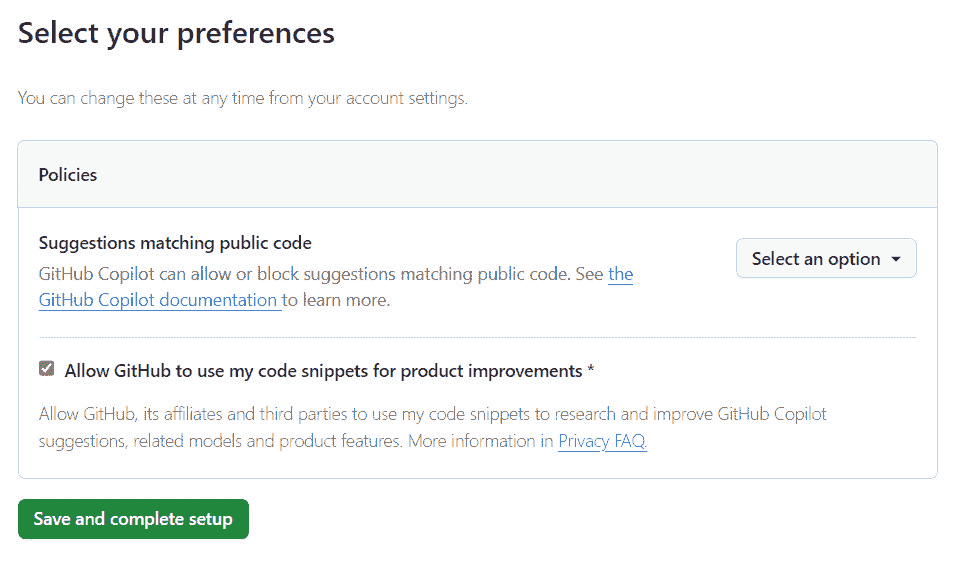 Select your preferences
You can change these at any time from your account settings.
Policies
Suggestions matching public code
GitHub Copilot can allow or block suggestions matching public code. See the
GitHub Copilot documentation to learn more.
Select an option
Allow GitHub to use my code snippets for product improvements *
Allow GitHub, its affiliates and third parties to use my code snippets to research and improve GitHub Copilot
suggestions, related models and product features. More information in Privacy FAQ.
Save and complete setup